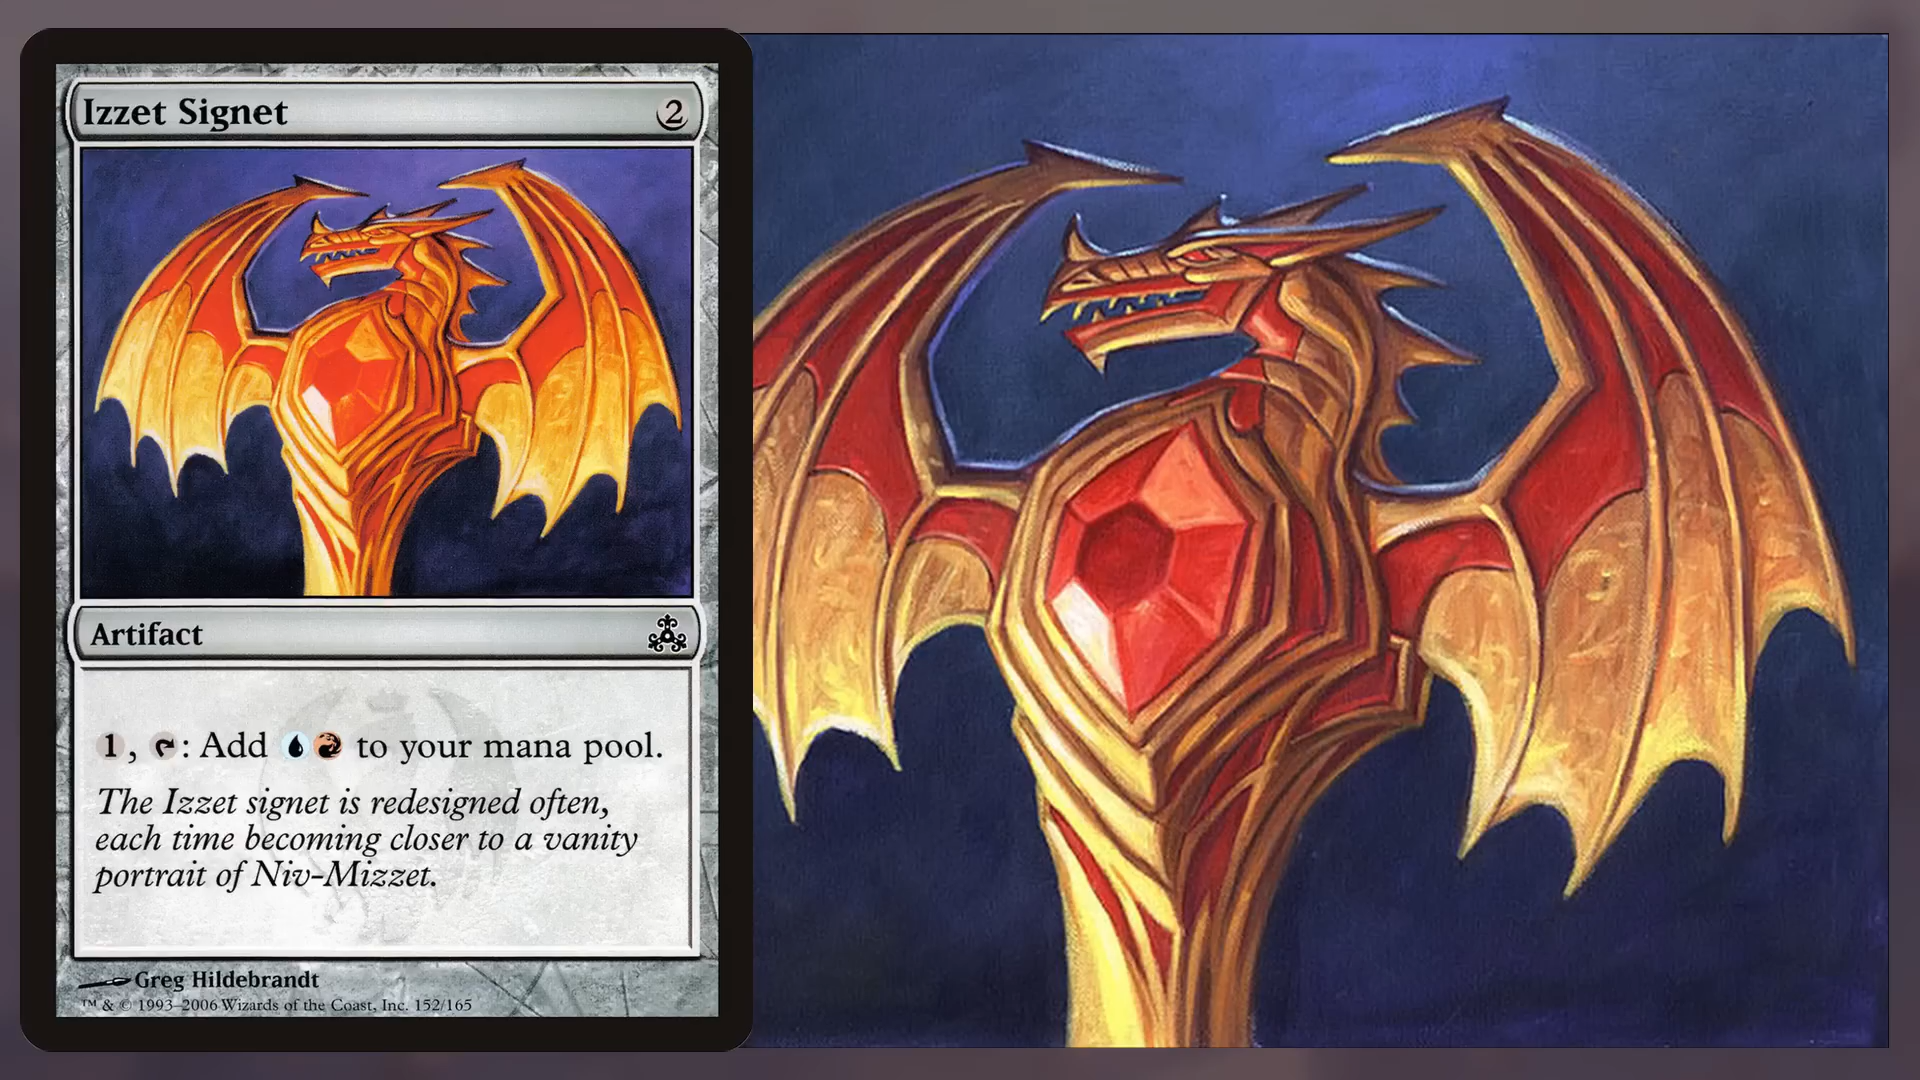 Izzet Signet 2
Artifact
1, : Add to your mana pool.
The Izzet signet is redesigned often,
each time becoming closer to a vanity
portrait of Niv-Mizzet.
Greg Hildebrandt
™ & © 1993–2006 Wizards of the Coast, Inc. 152/165